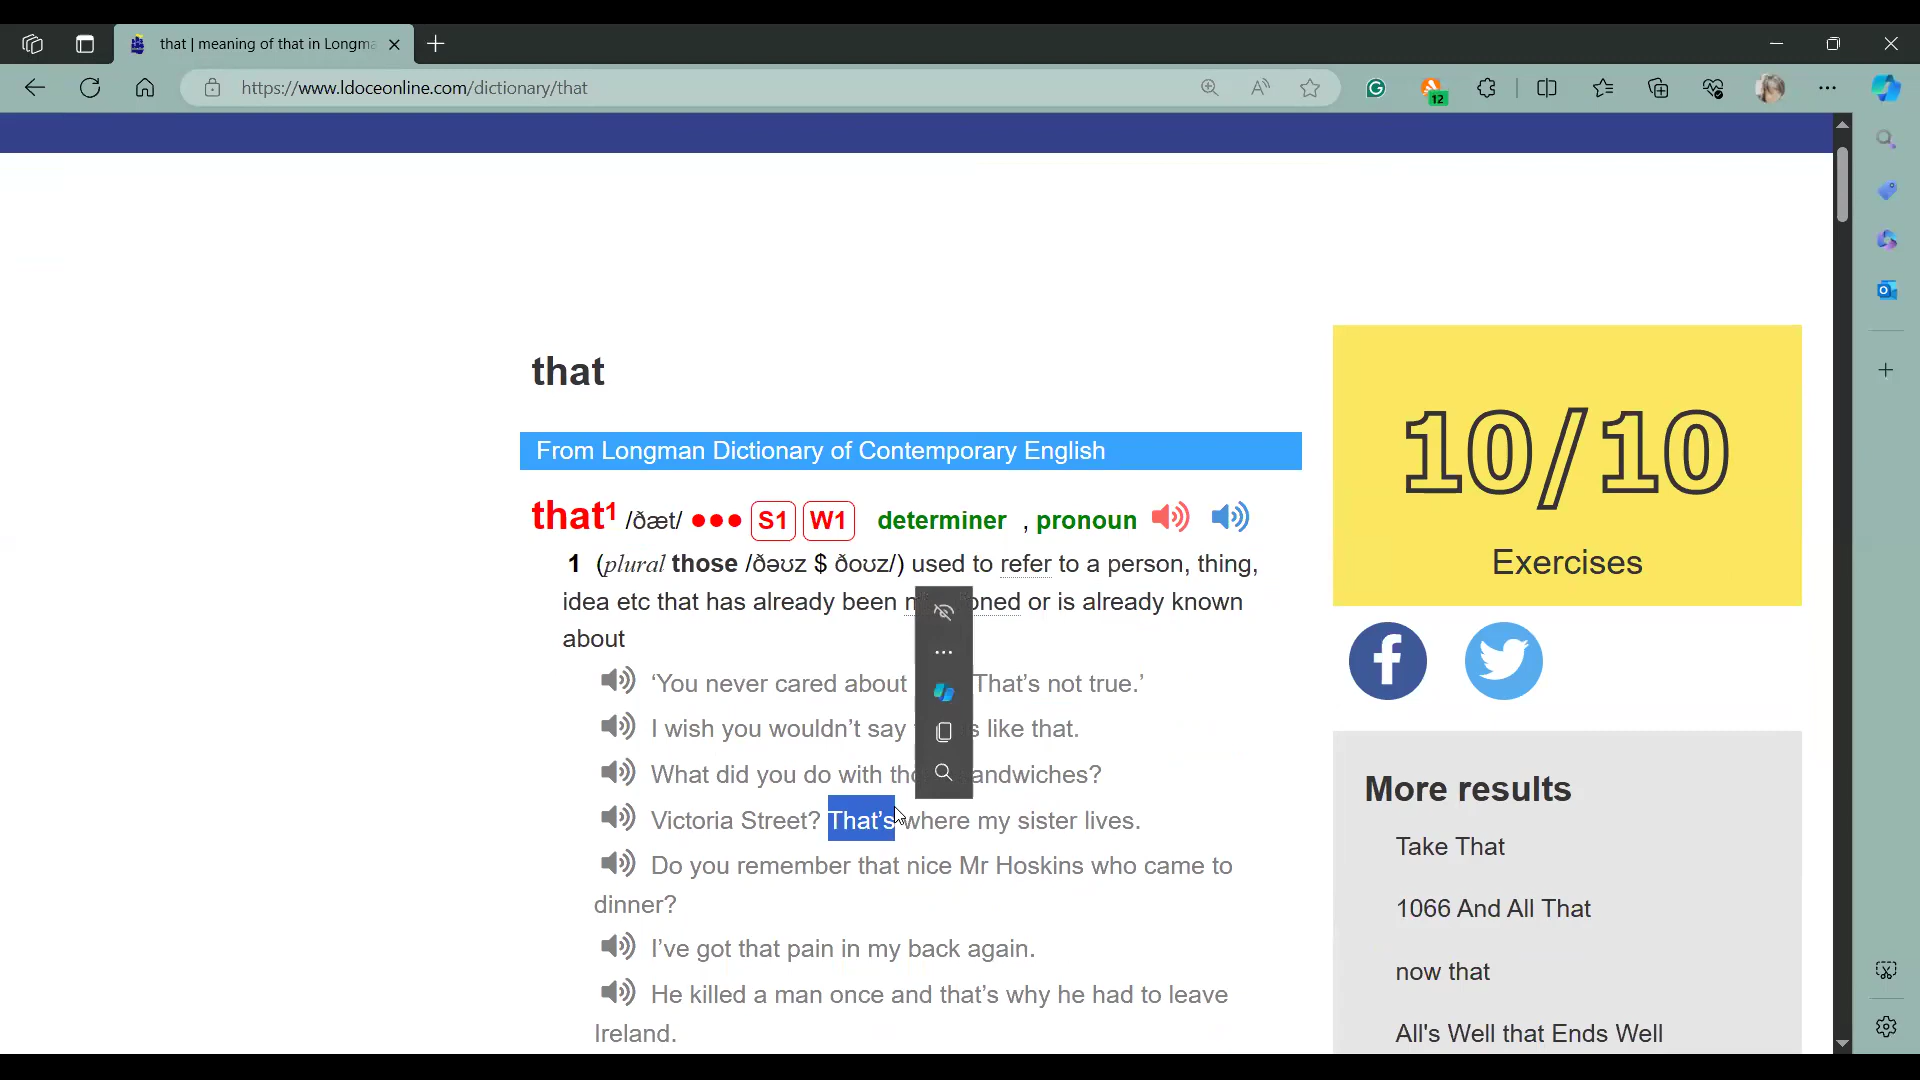 that | meaning of that in Longma
https://www.ldoceonline.com/dictionary/that
12
that
From Longman Dictionary of Contemporary English
that1 /ðæt/ ●●● S1 W1 determiner , pronoun
1 (plural those /ðəʊz $ ðoʊz/) used to refer to a person, thing,
idea etc that has already been oned or is already known
about
‘You never cared about That’s not true.’
I wish you wouldn’t say s like that.
What did you do with tho andwiches?
Victoria Street? That’s where my sister lives.
Do you remember that nice Mr Hoskins who came to
dinner?
I’ve got that pain in my back again.
He killed a man once and that’s why he had to leave
Ireland.
10/10
Exercises
More results
Take That
1066 And All That
now that
All's Well that Ends Well